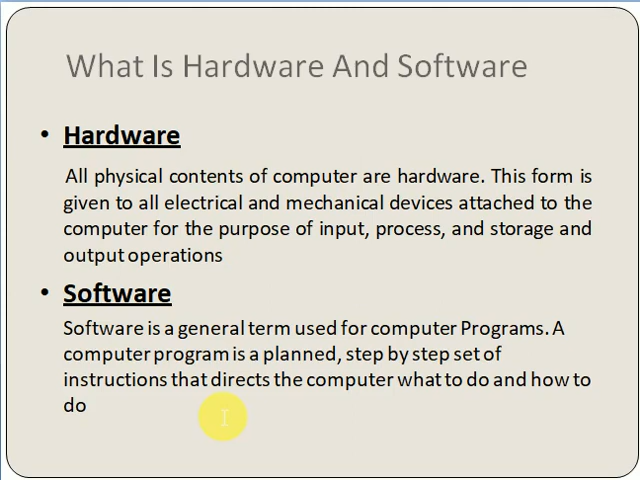 What Is Hardware And Software
• Hardware
All physical contents of computer are hardware. This form is
given to all electrical and mechanical devices attached to the
computer for the purpose of input, process, and storage and
output operations
• Software
Software is a general term used for computer Programs. A
computer program is a planned, step by step set of
instructions that directs the computer what to do and how to
do